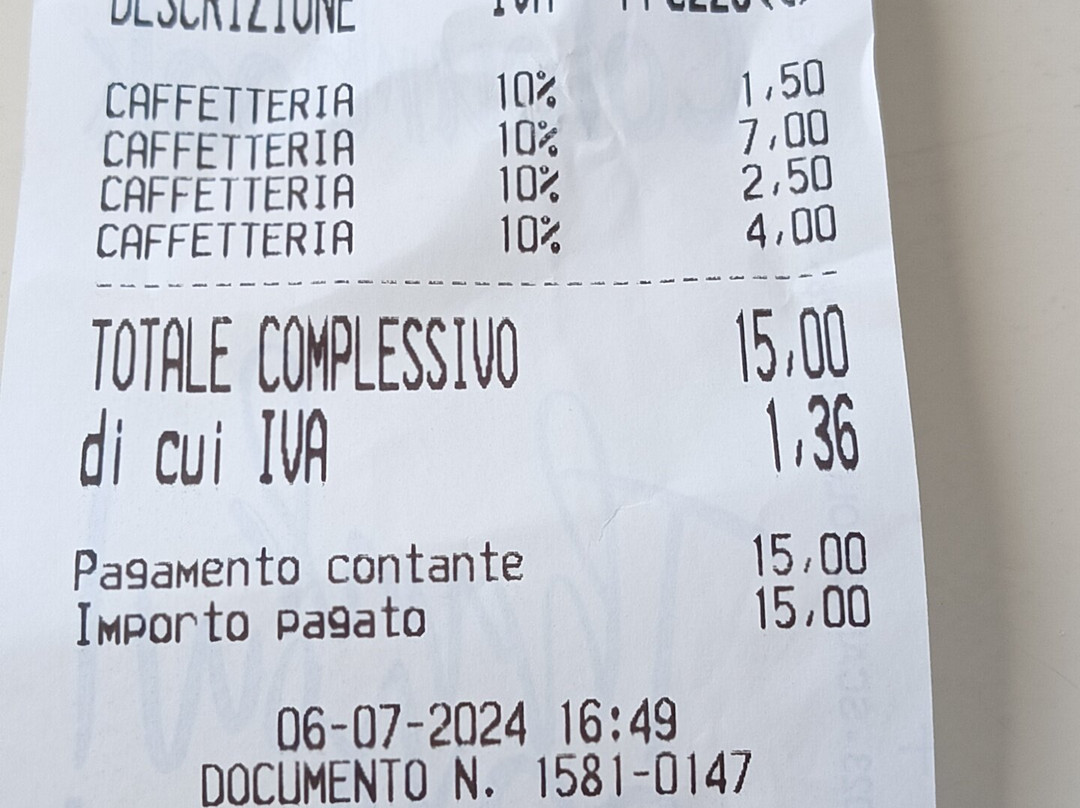 DESCRIZIONE IVA
CAFFETTERIA 10% 1,50
CAFFETTERIA 10% 7,00
CAFFETTERIA 10% 2,50
CAFFETTERIA 10% 4,00
TOTALE COMPLESSIVO 15,00
di cui IVA 1,36
Pagamento contante 15,00
Importo pagato 15,00
06-07-2024 16:49
DOCUMENTO N. 1581-0147